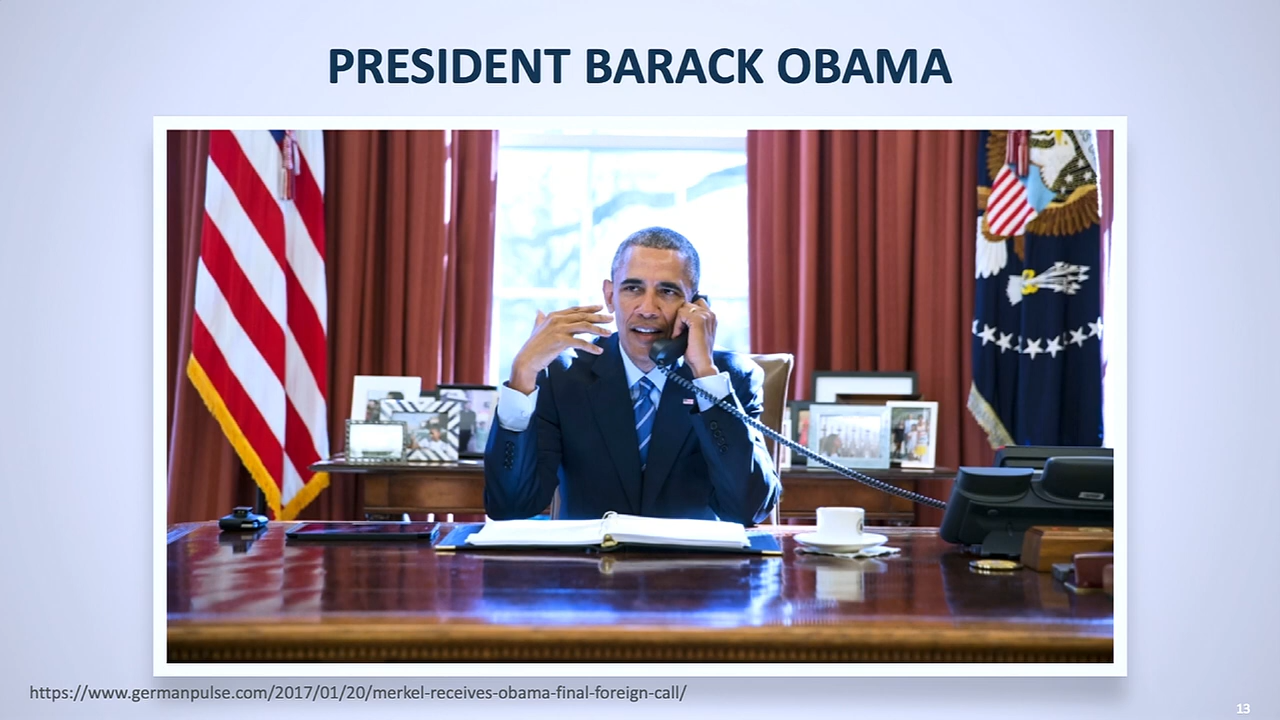 PRESIDENT BARACK OBAMA
https://www.germanpulse.com/2017/01/20/merkel-receives-obama-final-foreign-call/
13